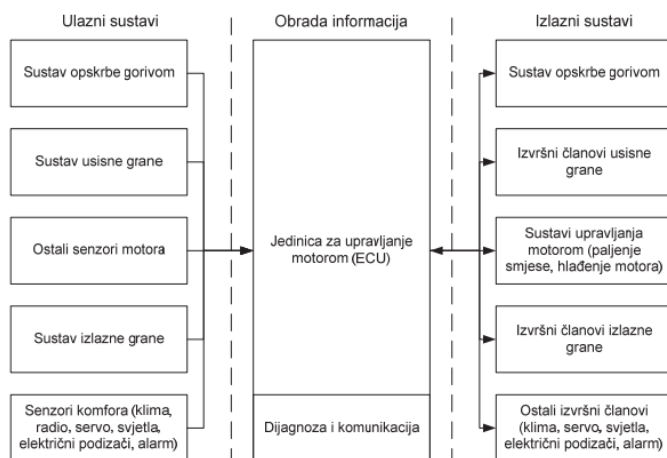 Ulazni sustavi
Sustav opskrbe gorivom
Sustav usisne grane
Ostali senzori motora
Sustav izlazne grane
Senzori komfora (klima,
radio, servo, svjetla,
električni podizači, alarm)
Obrada informacija
Jedinica za upravljanje
motorom (ECU)
Dijagnoza i komunikacija
Izlazni sustavi
Sustav opskrbe gorivom
Izvršni članovi usisne
grane
Sustavi upravljanja
motorom (paljenje
smjese, hlađenje motora)
Izvršni članovi izlazne
grane
Ostali izvršni članovi
(klima, servo, svjetla,
električni podizači, alarm)